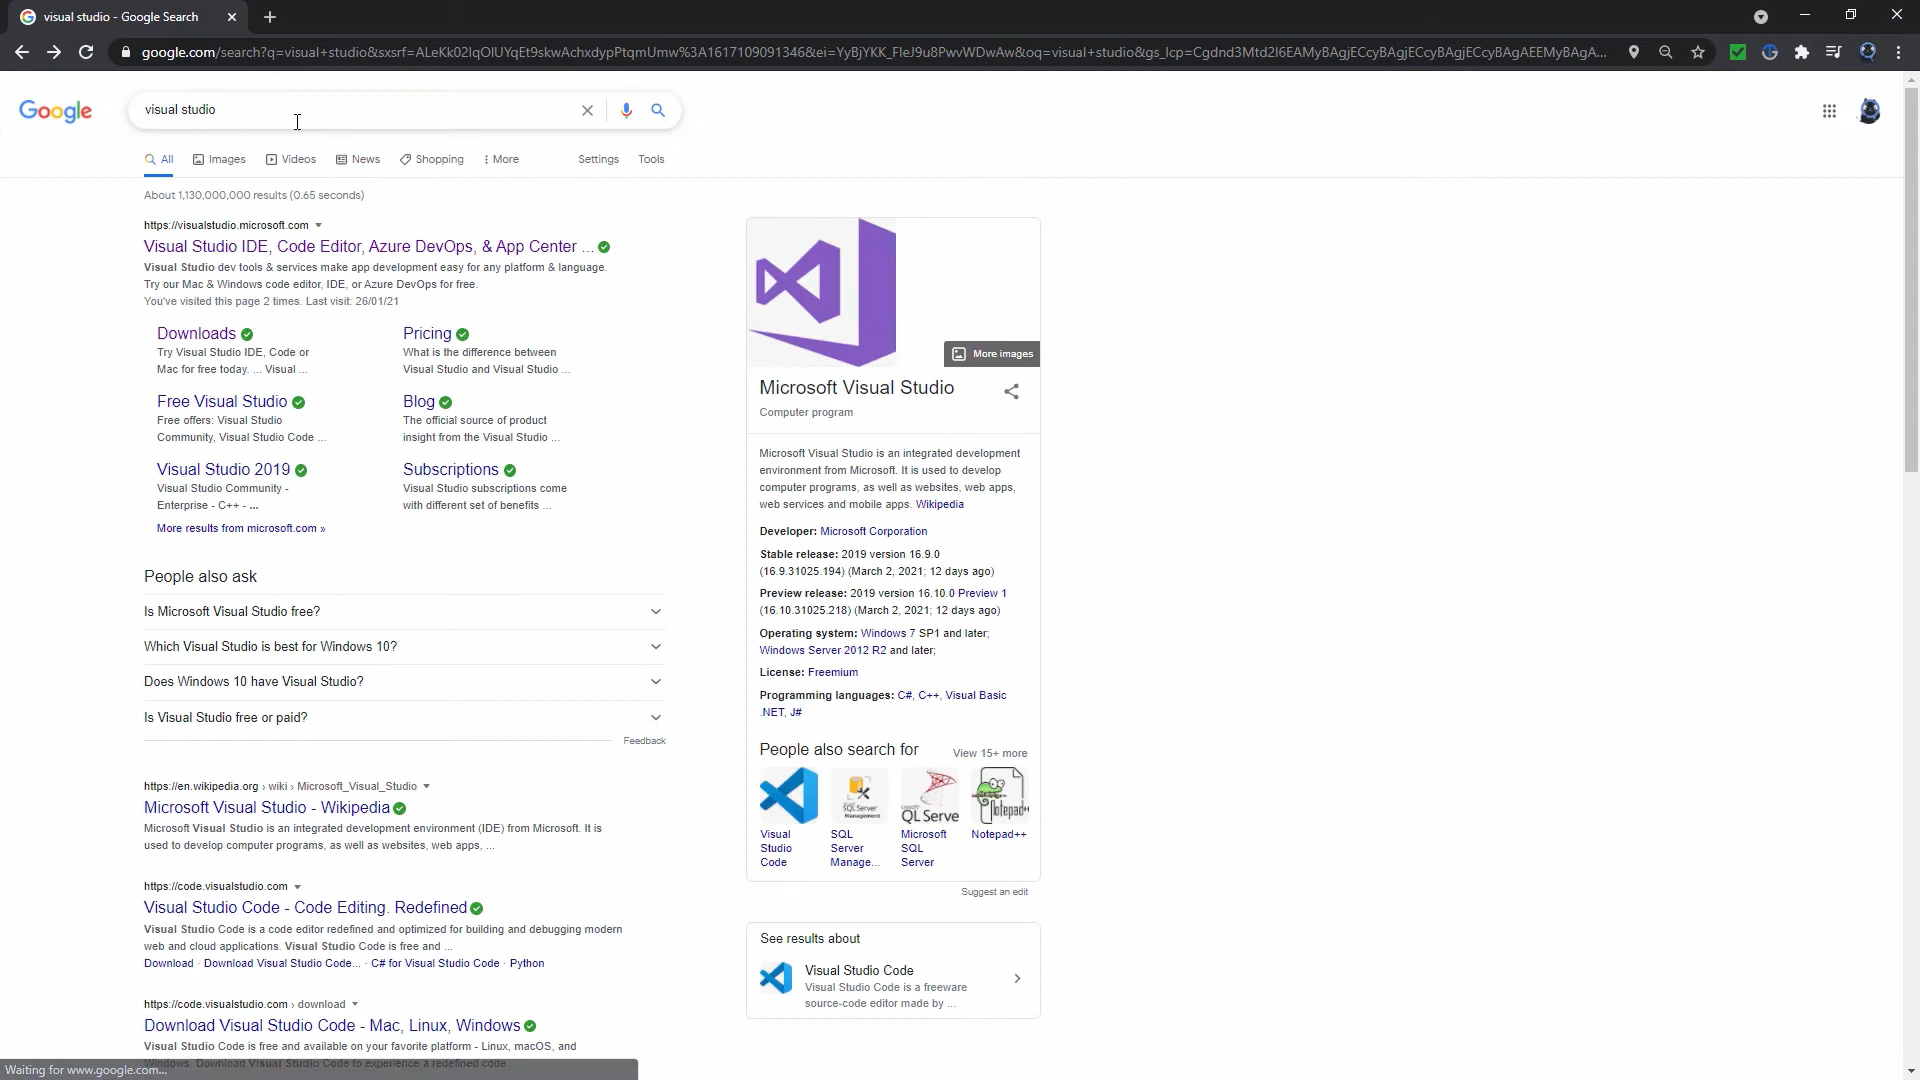 visual studio - Google Search
google.com/search?q=visual+studio&sxsrf=ALeKk02IqOlUYqEt9skwAchxdypPtqmUmw%3A1617109091346&ei=YyBjYKK_FleJ9u8PwvWDwAw&oq=visual+studio&gs_lcp=Cgdnd3Mtd2l6EAMyBAgjECcyBAgjECcyBAgjECcyBAgAEEMyBAgA...
Google
visual studio
All
Images
Videos
News
Shopping
More
Settings
Tools
About 1,130,000,000 results (0.65 seconds)
https://visualstudio.microsoft.com
Visual Studio IDE, Code Editor, Azure DevOps, & App Center ...
Visual Studio dev tools & services make app development easy for any platform & language.
Try our Mac & Windows code editor, IDE, or Azure DevOps for free.
You've visited this page 2 times. Last visit: 26/01/21
Downloads
Try Visual Studio IDE, Code or
Mac for free today. ... Visual ...
Pricing
What is the difference between
Visual Studio and Visual Studio ...
Free Visual Studio
Free offers: Visual Studio
Community, Visual Studio Code ...
Blog
The official source of product
insight from the Visual Studio ...
Visual Studio 2019
Visual Studio Community -
Enterprise - C++ - ...
Subscriptions
Visual Studio subscriptions come
with different set of benefits ...
More results from microsoft.com »
People also ask
Is Microsoft Visual Studio free?
Which Visual Studio is best for Windows 10?
Does Windows 10 have Visual Studio?
Is Visual Studio free or paid?
Feedback
https://en.wikipedia.org › wiki › Microsoft_Visual_Studio
Microsoft Visual Studio - Wikipedia
Microsoft Visual Studio is an integrated development environment (IDE) from Microsoft. It is
used to develop computer programs, as well as websites, web apps, ...
https://code.visualstudio.com
Visual Studio Code - Code Editing. Redefined
Visual Studio Code is a code editor redefined and optimized for building and debugging modern
web and cloud applications. Visual Studio Code is free and ...
Download · Download Visual Studio Code... · C# for Visual Studio Code · Python
https://code.visualstudio.com › download
Download Visual Studio Code - Mac, Linux, Windows
Visual Studio Code is free and available on your favorite platform - Linux, macOS, and
Windows. Download Visual Studio Code to experience a redefined code
Waiting for www.google.com...
More images
Microsoft Visual Studio
Computer program
Microsoft Visual Studio is an integrated development
environment from Microsoft. It is used to develop
computer programs, as well as websites, web apps,
web services and mobile apps. Wikipedia
Developer: Microsoft Corporation
Stable release: 2019 version 16.9.0
(16.9.31025.194) (March 2, 2021; 12 days ago)
Preview release: 2019 version 16.10.0 Preview 1
(16.10.31025.218) (March 2, 2021; 12 days ago)
Operating system: Windows 7 SP1 and later;
Windows Server 2012 R2 and later;
License: Freemium
Programming languages: C#, C++, Visual Basic
.NET, J#
People also search for
View 15+ more
SQL Server
Management
QL Serve
Notepad+
Visual
Studio
Code
SQL
Server
Manage...
Microsoft
SQL
Server
Notepad++
Suggest an edit
See results about
Visual Studio Code
Visual Studio Code is a freeware
source-code editor made by ...